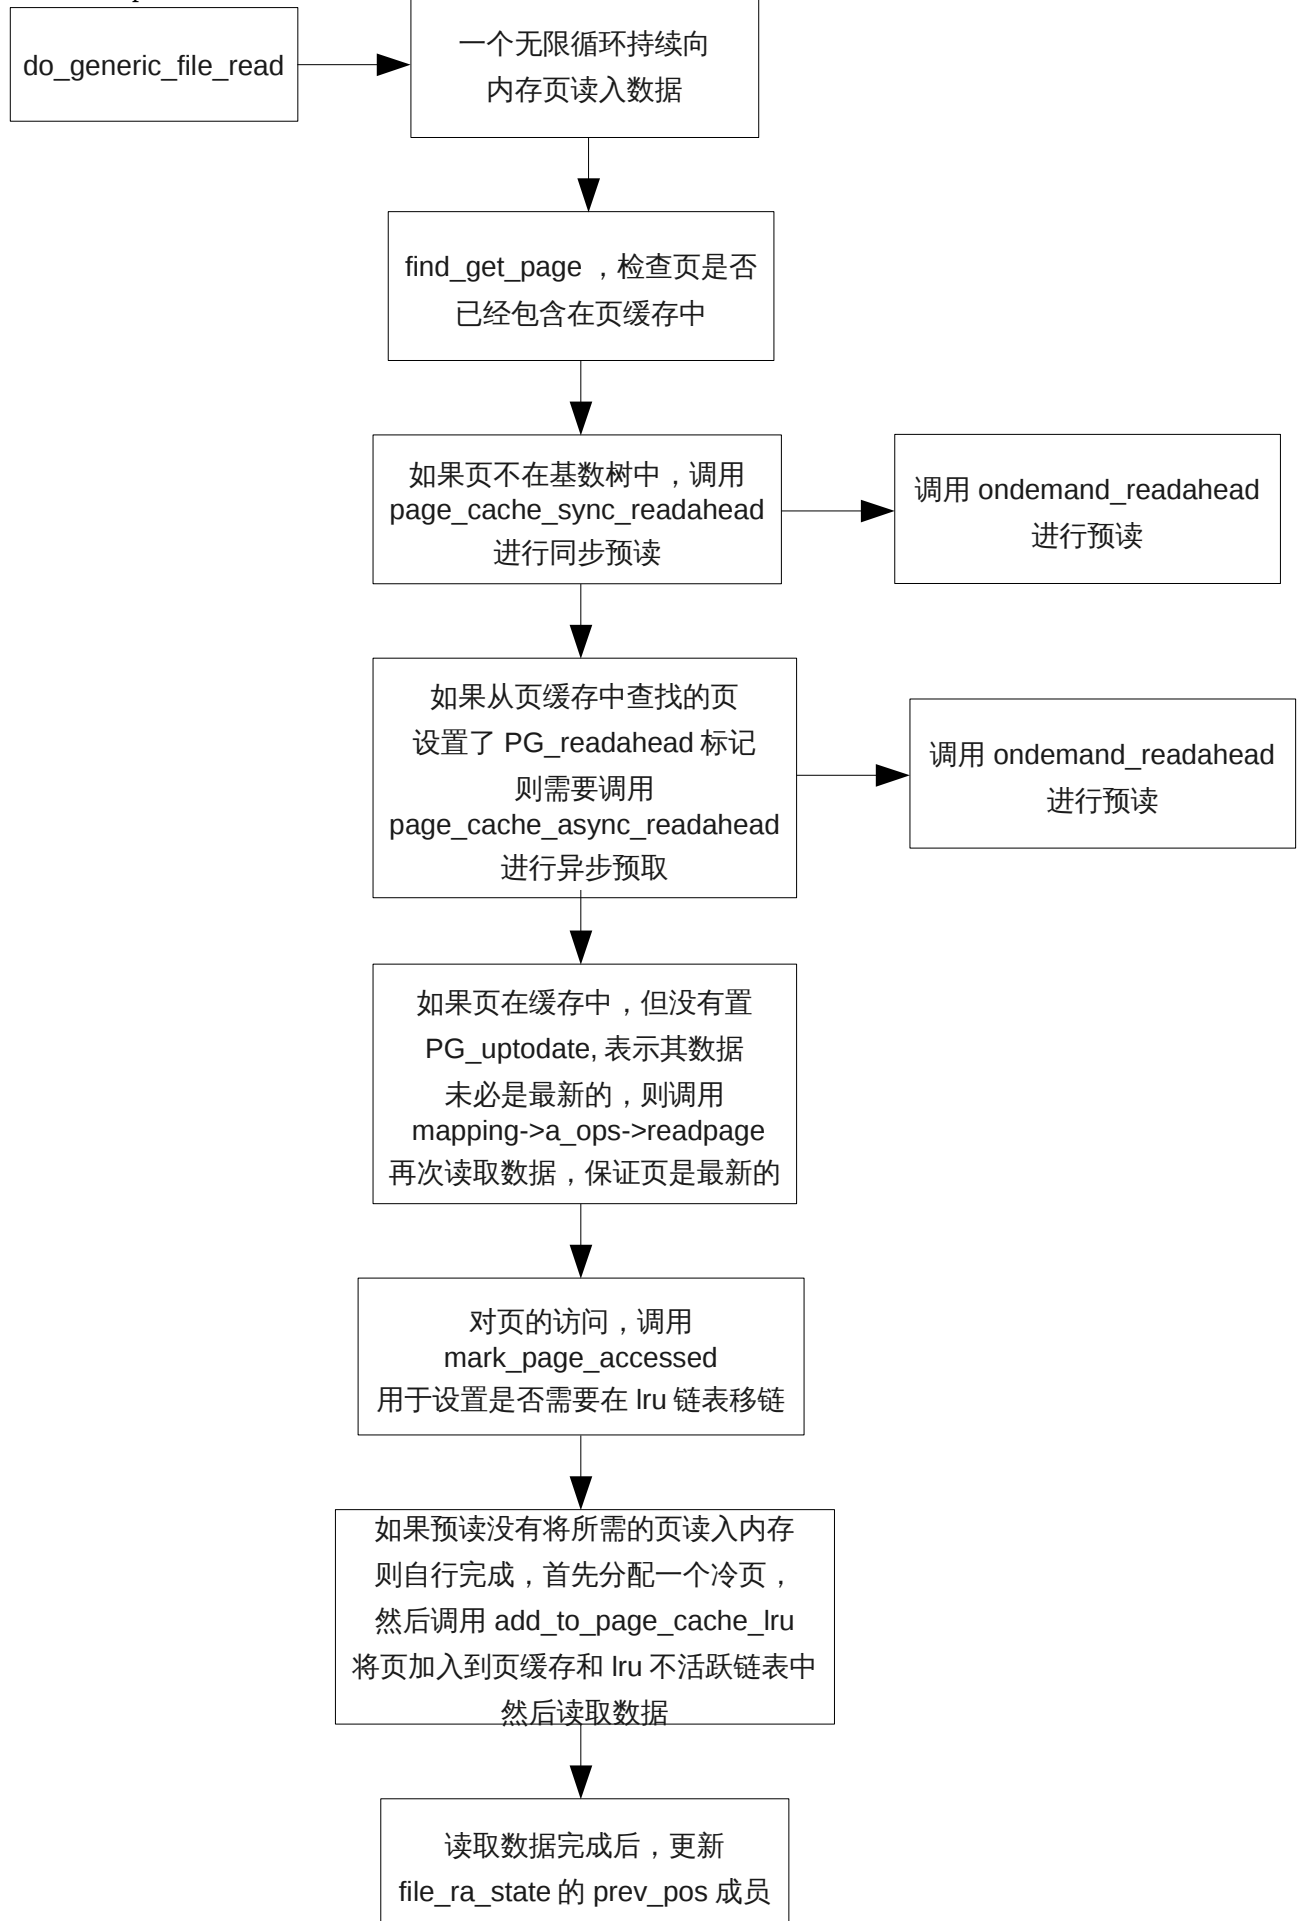 do_generic_file_read
一个无限循环持续向
内存页读入数据
find_get_page ，检查页是否
已经包含在页缓存中
如果页不在基数树中，调用
page_cache_sync_readahead
进行同步预读
调用 ondemand_readahead
进行预读
如果从页缓存中查找的页
设置了 PG_readahead 标记
则需要调用
page_cache_async_readahead
进行异步预取
调用 ondemand_readahead
进行预读
如果页在缓存中，但没有置
PG_uptodate, 表示其数据
未必是最新的，则调用
mapping->a_ops->readpage
再次读取数据，保证页是最新的
对页的访问，调用
mark_page_accessed
用于设置是否需要在 lru 链表移链
如果预读没有将所需的页读入内存
则自行完成，首先分配一个冷页，
然后调用 add_to_page_cache_lru
将页加入到页缓存和 lru 不活跃链表中
然后读取数据
读取数据完成后，更新
file_ra_state 的 prev_pos 成员